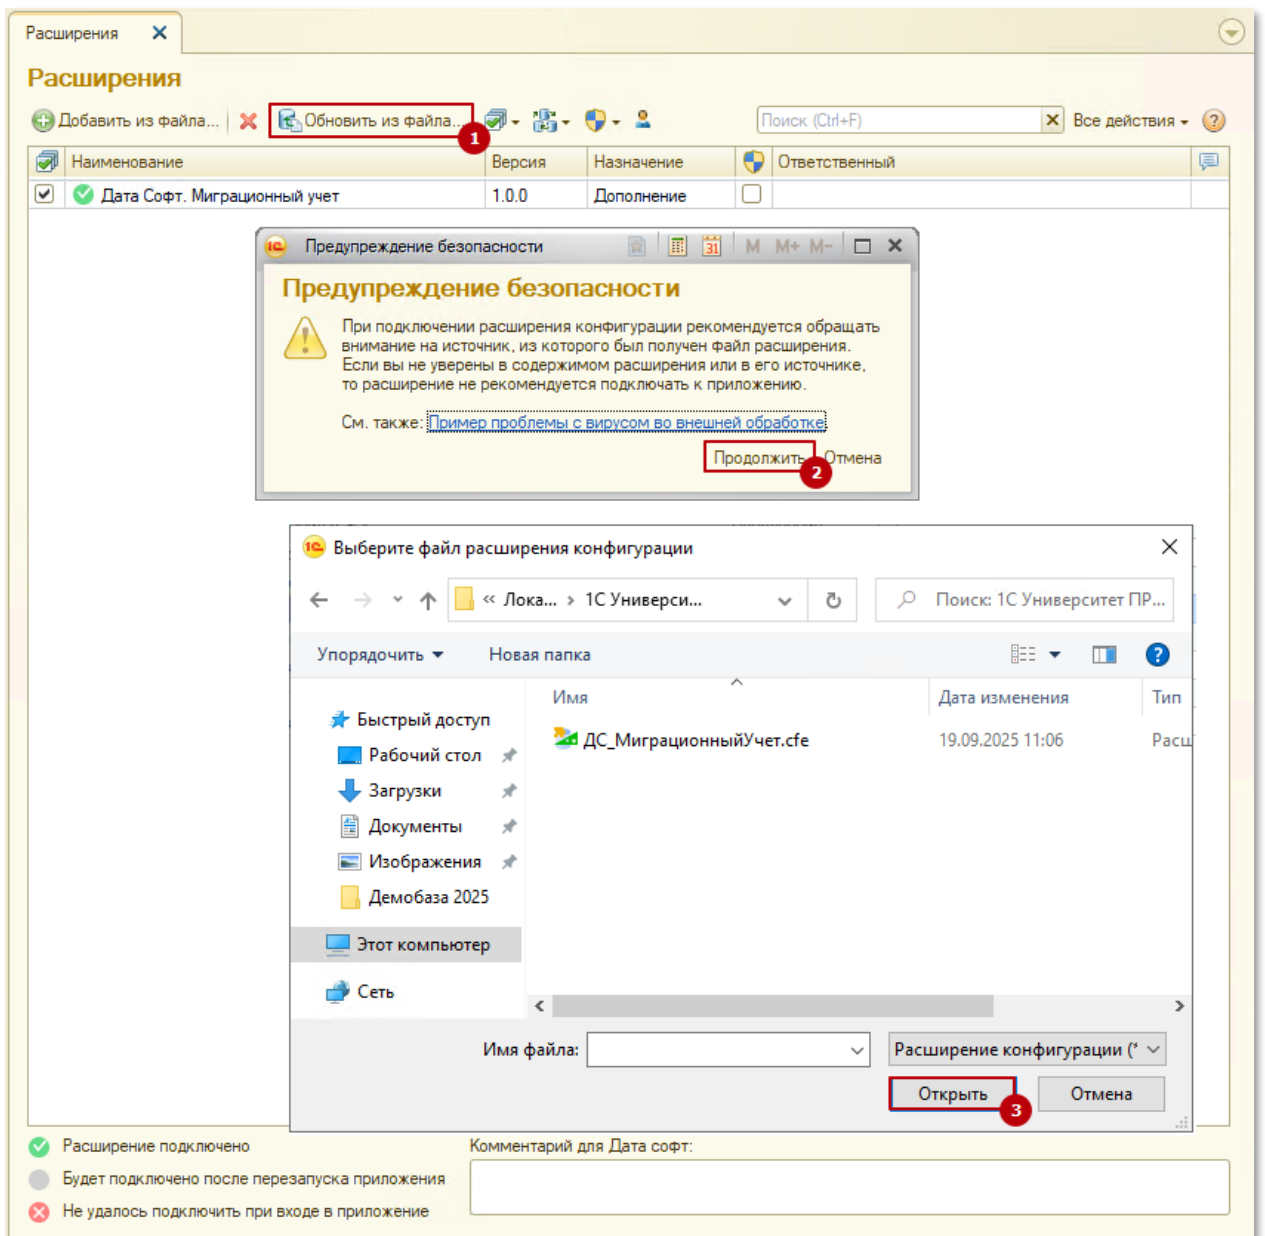 Расширения
Расширения
Добавить из файла... Обновить из файла... Поиск (Ctrl+F) Все действия
1
Наименование Версия Назначение Ответственный
Дата Софт. Миграционный учет 1.0.0 Дополнение
Предупреждение безопасности 31 M M+ M-
Предупреждение безопасности
При подключении расширения конфигурации рекомендуется обращать
внимание на источник, из которого был получен файл расширения.
Если вы не уверены в содержимом расширения или в его источнике,
то расширение не рекомендуется подключать к приложению.
См. также: Пример проблемы с вирусом во внешней обработке.
Продолжить Отмена
2
Выберите файл расширения конфигурации
« Лока... › 1С Универси... Поиск: 1С Университет ПР...
Упорядочить Новая папка
Имя Дата изменения Тип
Быстрый доступ
ДС_МиграционныйУчет.cfe 19.09.2025 11:06 Расш
Рабочий стол
Загрузки
Документы
Изображения
Демобаза 2025
Этот компьютер
Сеть
Имя файла: Расширение конфигурации (*
Открыть Отмена
3
Расширение подключено
Комментарий для Дата софт:
Будет подключено после перезапуска приложения
Не удалось подключить при входе в приложение